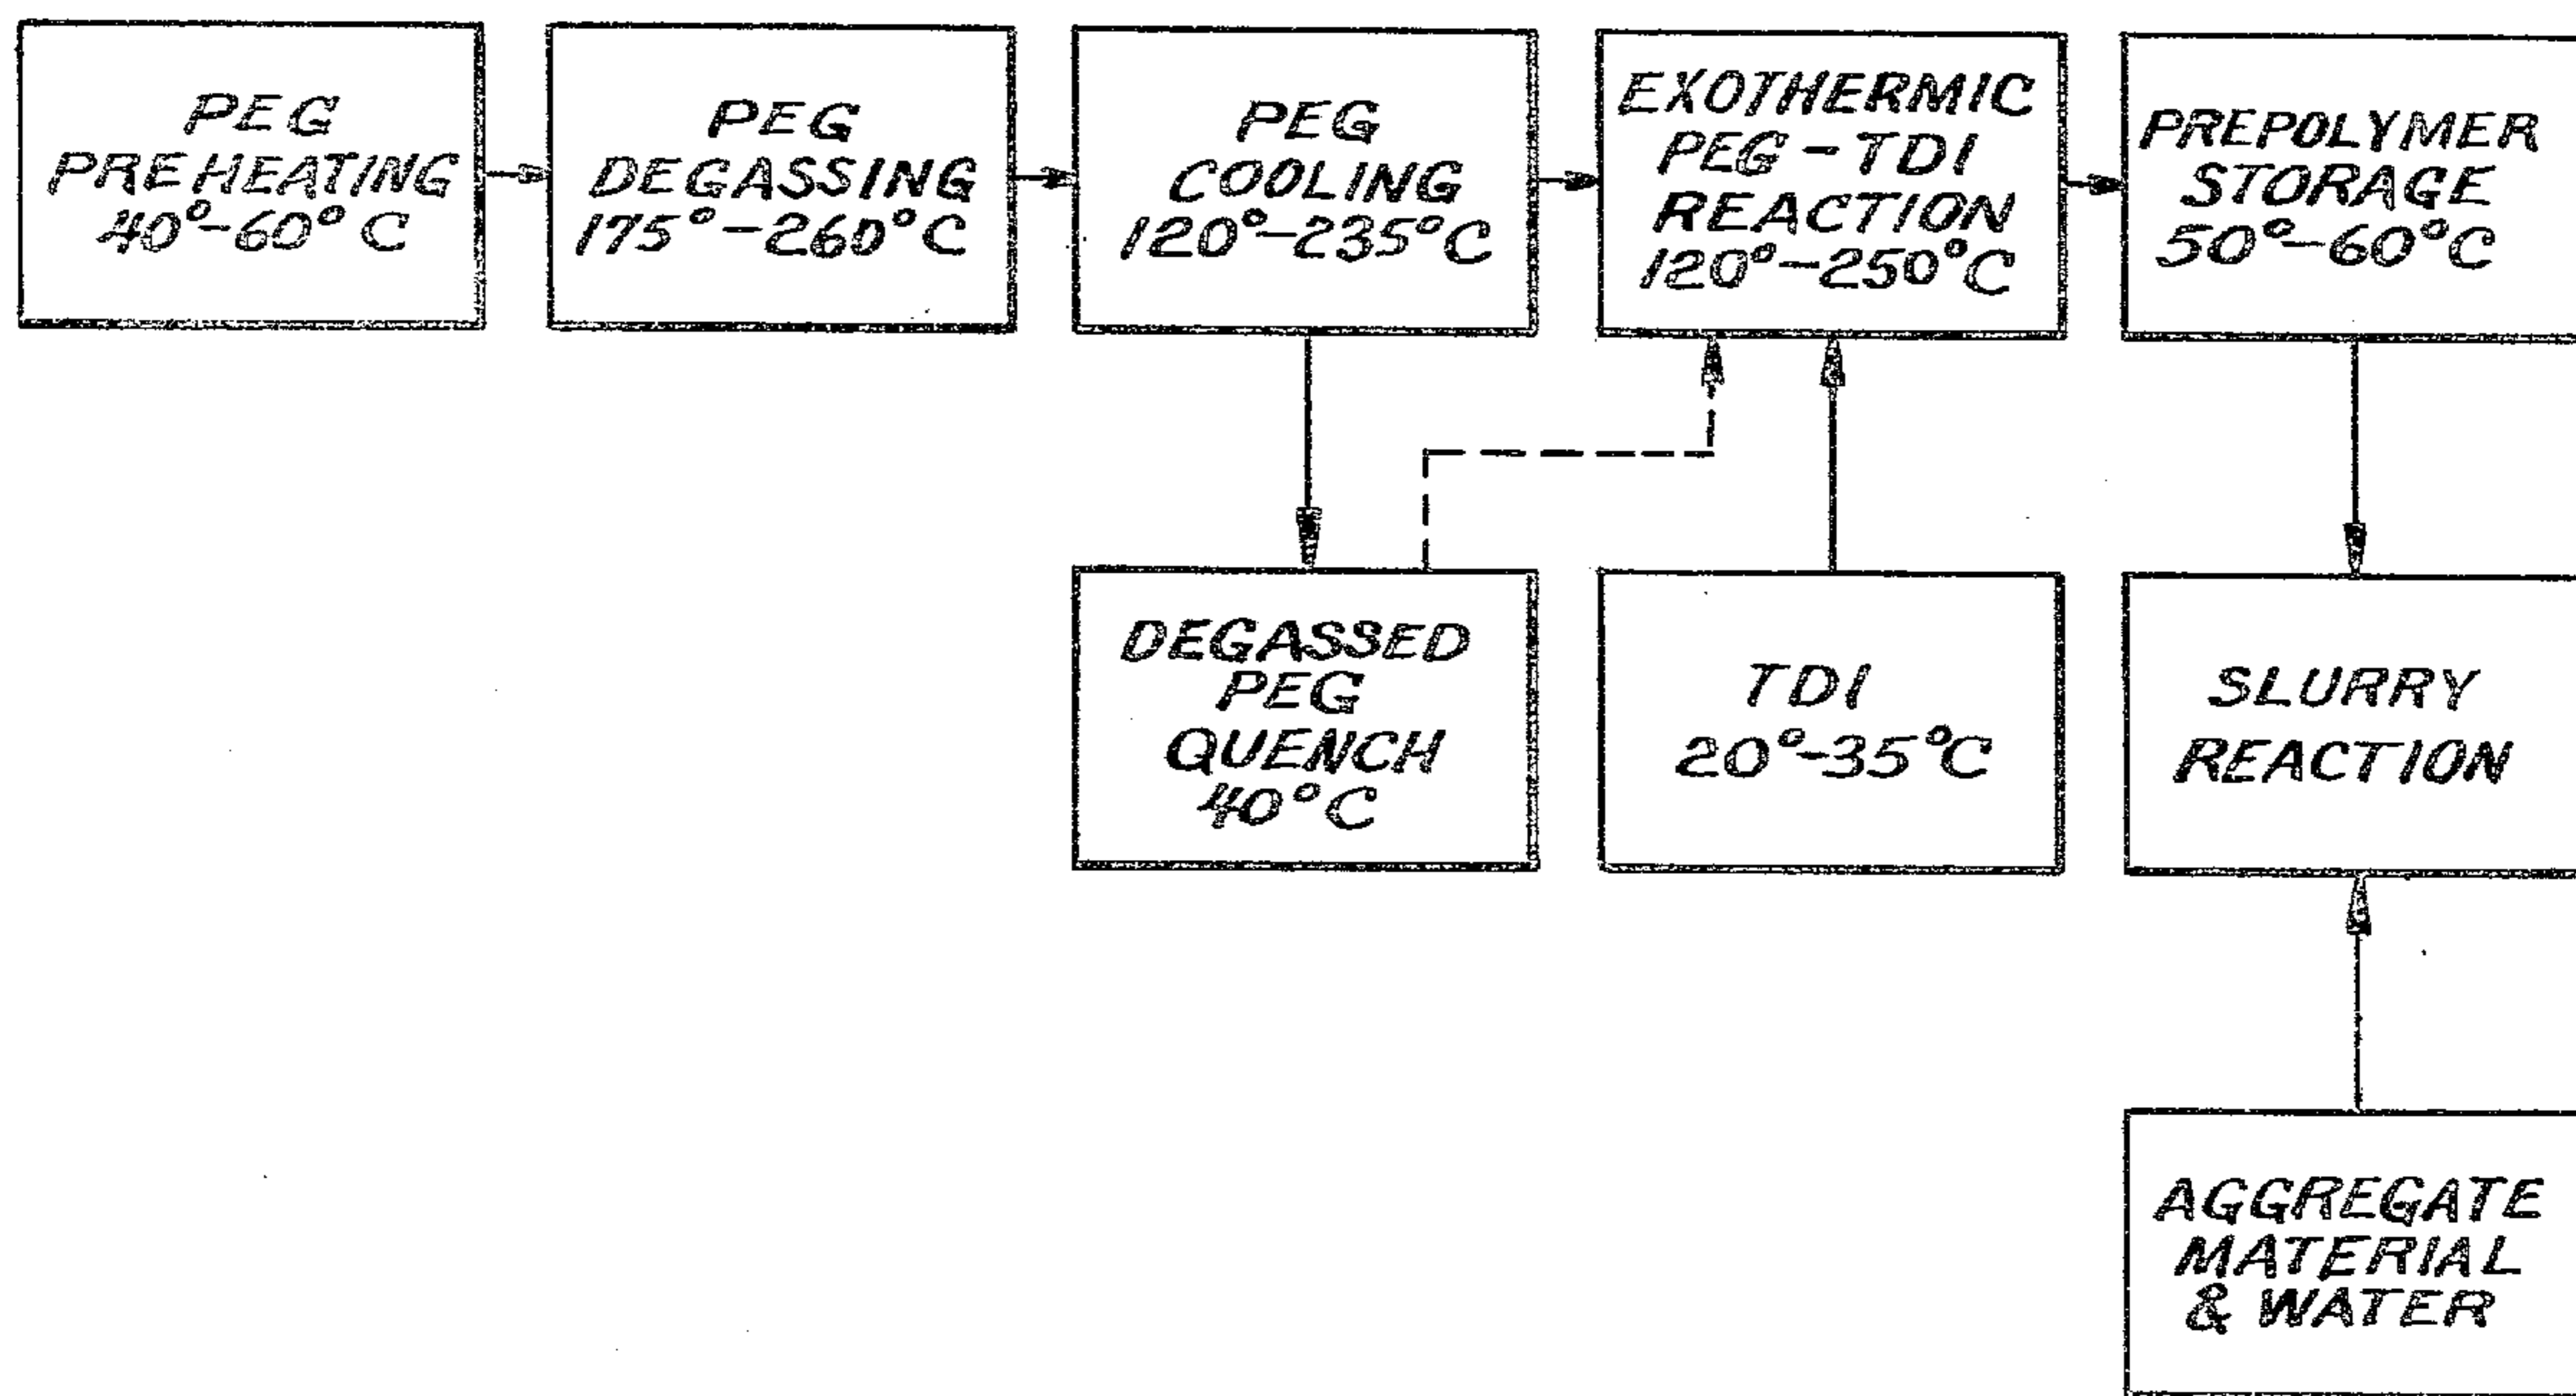 PEG
PREHEATING
40°-60°C
PEG
DEGASSING
175°-260°C
PEG
COOLING
120°-235°C
EXOTHERMIC
PEG-TDI
REACTION
120°-250°C
PREPOLYMER
STORAGE
50°-60°C
DEGASSED
PEG
QUENCH
40°C
TDI
20°-35°C
SLURRY
REACTION
AGGREGATE
MATERIAL
& WATER